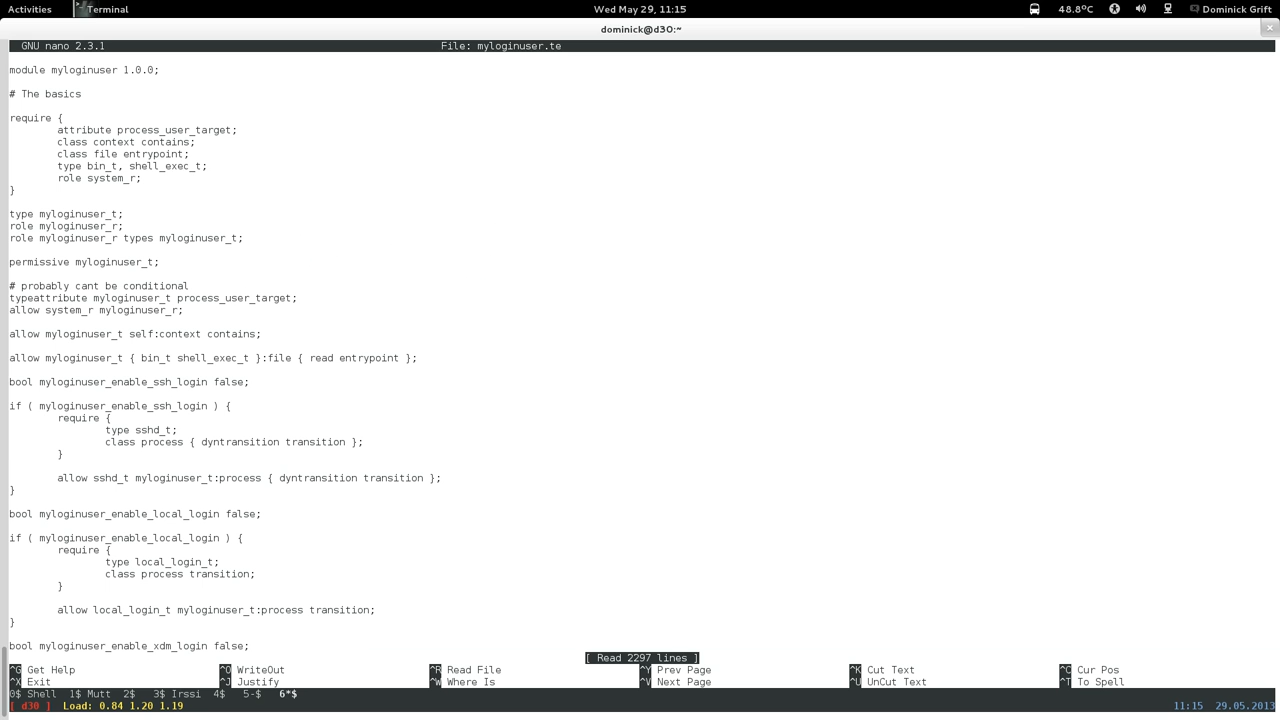 Activities Terminal Wed May 29, 11:15 48.8°C Dominick Grift
dominick@d30:~
GNU nano 2.3.1 File: myloginuser.te
module myloginuser 1.0.0;
# The basics
require {
attribute process_user_target;
class context contains;
class file entrypoint;
type bin_t, shell_exec_t;
role system_r;
}
type myloginuser_t;
role myloginuser_r;
role myloginuser_r types myloginuser_t;
permissive myloginuser_t;
# probably cant be conditional
typeattribute myloginuser_t process_user_target;
allow system_r myloginuser_r;
allow myloginuser_t self:context contains;
allow myloginuser_t { bin_t shell_exec_t }:file { read entrypoint };
bool myloginuser_enable_ssh_login false;
if ( myloginuser_enable_ssh_login ) {
require {
type sshd_t;
class process { dyntransition transition };
}
allow sshd_t myloginuser_t:process { dyntransition transition };
}
bool myloginuser_enable_local_login false;
if ( myloginuser_enable_local_login ) {
require {
type local_login_t;
class process transition;
}
allow local_login_t myloginuser_t:process transition;
}
bool myloginuser_enable_xdm_login false;
[ Read 2297 lines ]
^G Get Help ^O WriteOut ^R Read File ^Y Prev Page ^K Cut Text ^C Cur Pos
^X Exit ^J Justify ^W Where Is ^V Next Page ^U UnCut Text ^T To Spell
0$ Shell 1$ Mutt 2$ 3$ Irssi 4$ 5-$ 6*$
[ d30 ] Load: 0.84 1.20 1.19 11:15 29.05.2013